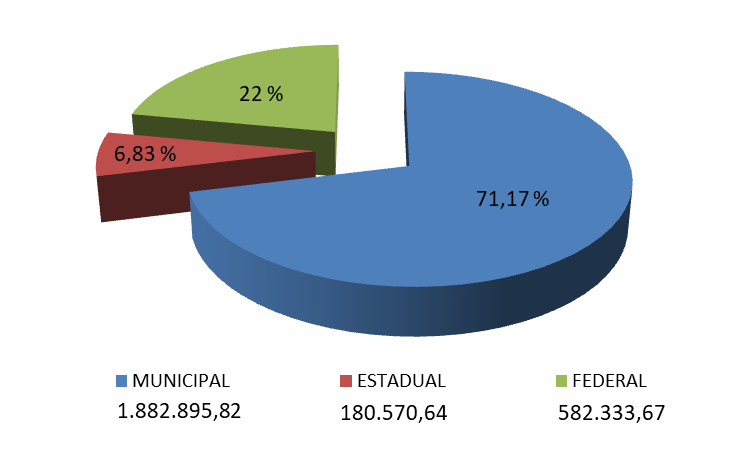 22 %
6,83 %
71,17 %
MUNICIPAL ESTADUAL FEDERAL
1.882.895,82 180.570,64 582.333,67